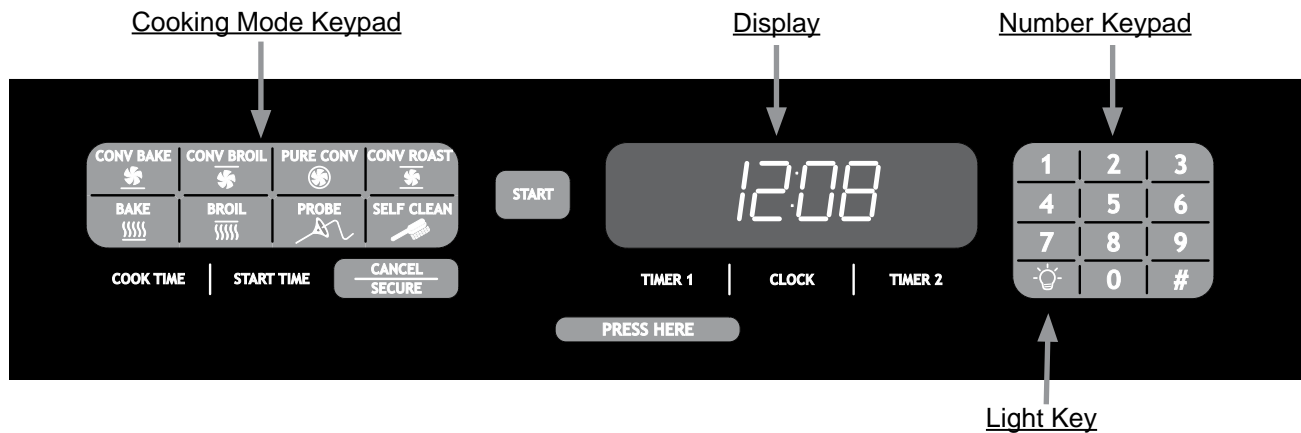 Cooking Mode Keypad Display Number Keypad
CONV BAKE CONV BROIL PURE CONV CONV ROAST
BAKE BROIL PROBE SELF CLEAN
COOK TIME START TIME CANCEL
SECURE
START
12:08
TIMER 1 CLOCK TIMER 2
PRESS HERE
1 2 3
4 5 6
7 8 9
0 #
Light Key